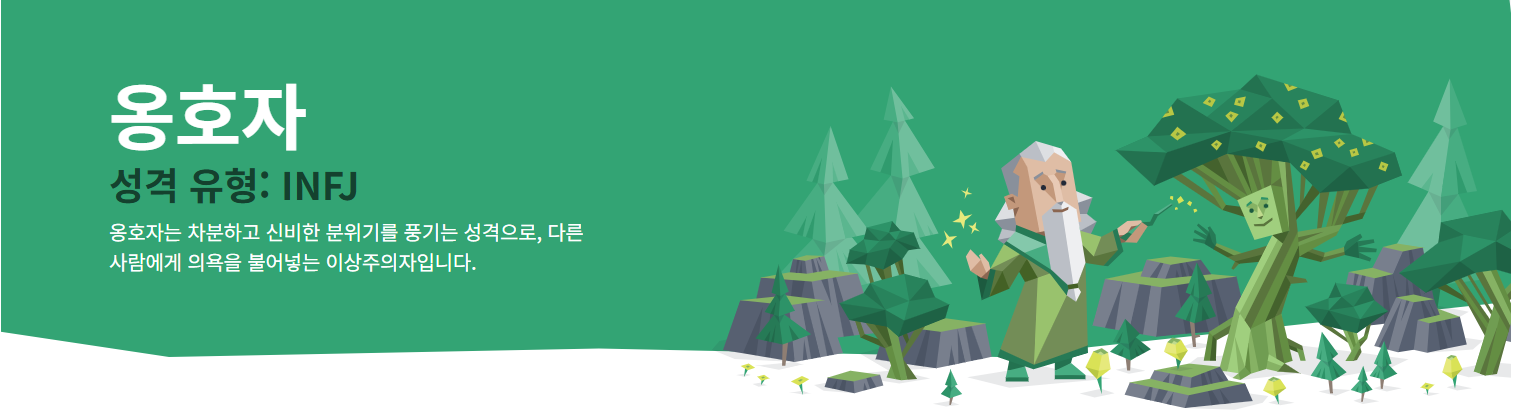 옹호자
성격 유형: INFJ
옹호자는 차분하고 신비한 분위기를 풍기는 성격으로, 다른
사람에게 의욕을 불어넣는 이상주의자입니다.